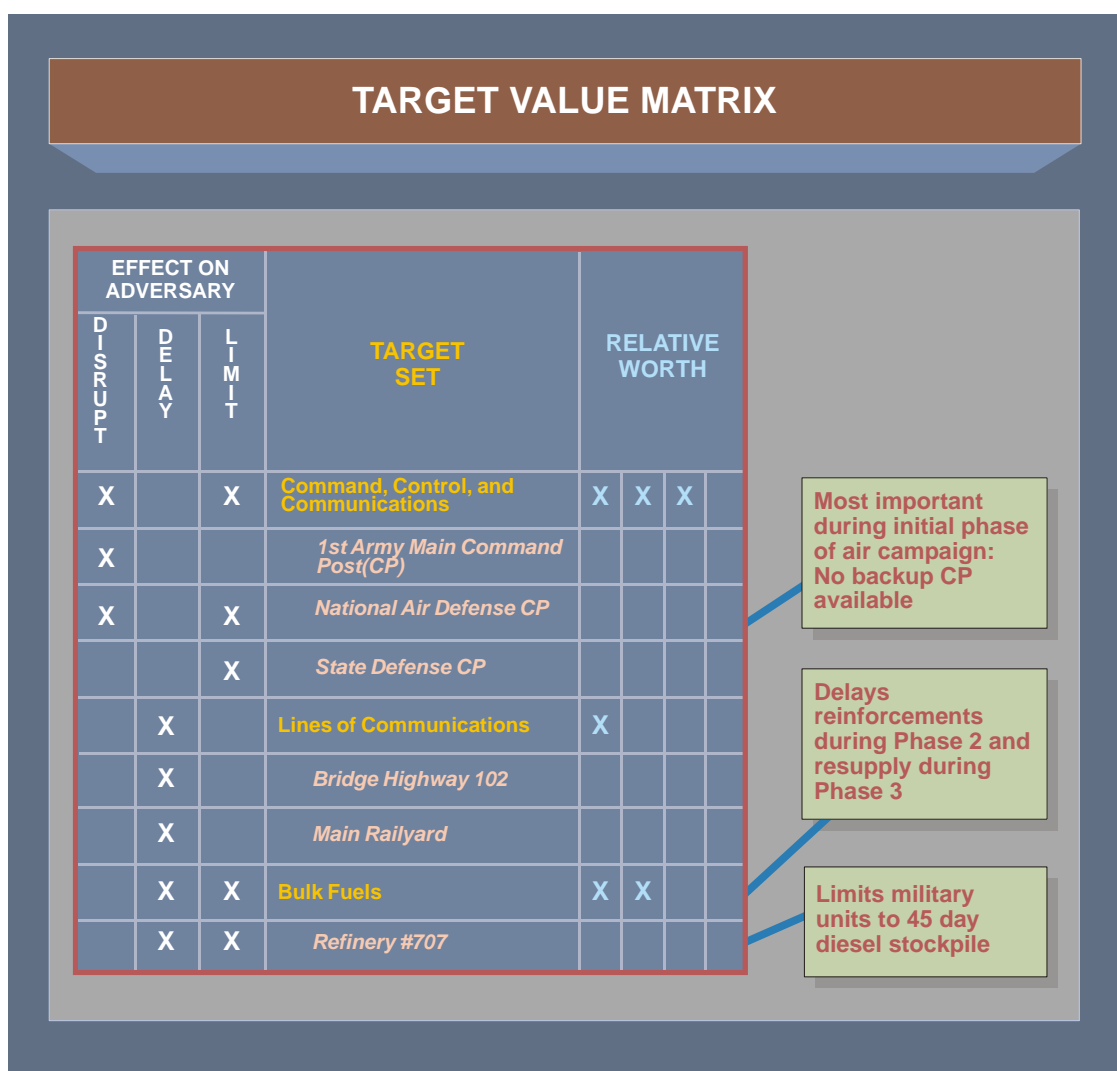 TARGET VALUE MATRIX
EFFECT ON
ADVERSARY
DISRUPT
DELAY
LIMIT
TARGET
SET
RELATIVE
WORTH
X X Command, Control, and
Communications X X X
X 1st Army Main Command
Post(CP)
X X National Air Defense CP
X State Defense CP
X Lines of Communications X
X Bridge Highway 102
X Main Railyard
X X Bulk Fuels X X
X X Refinery #707
Most important
during initial phase
of air campaign:
No backup CP
available
Delays
reinforcements
during Phase 2 and
resupply during
Phase 3
Limits military
units to 45 day
diesel stockpile